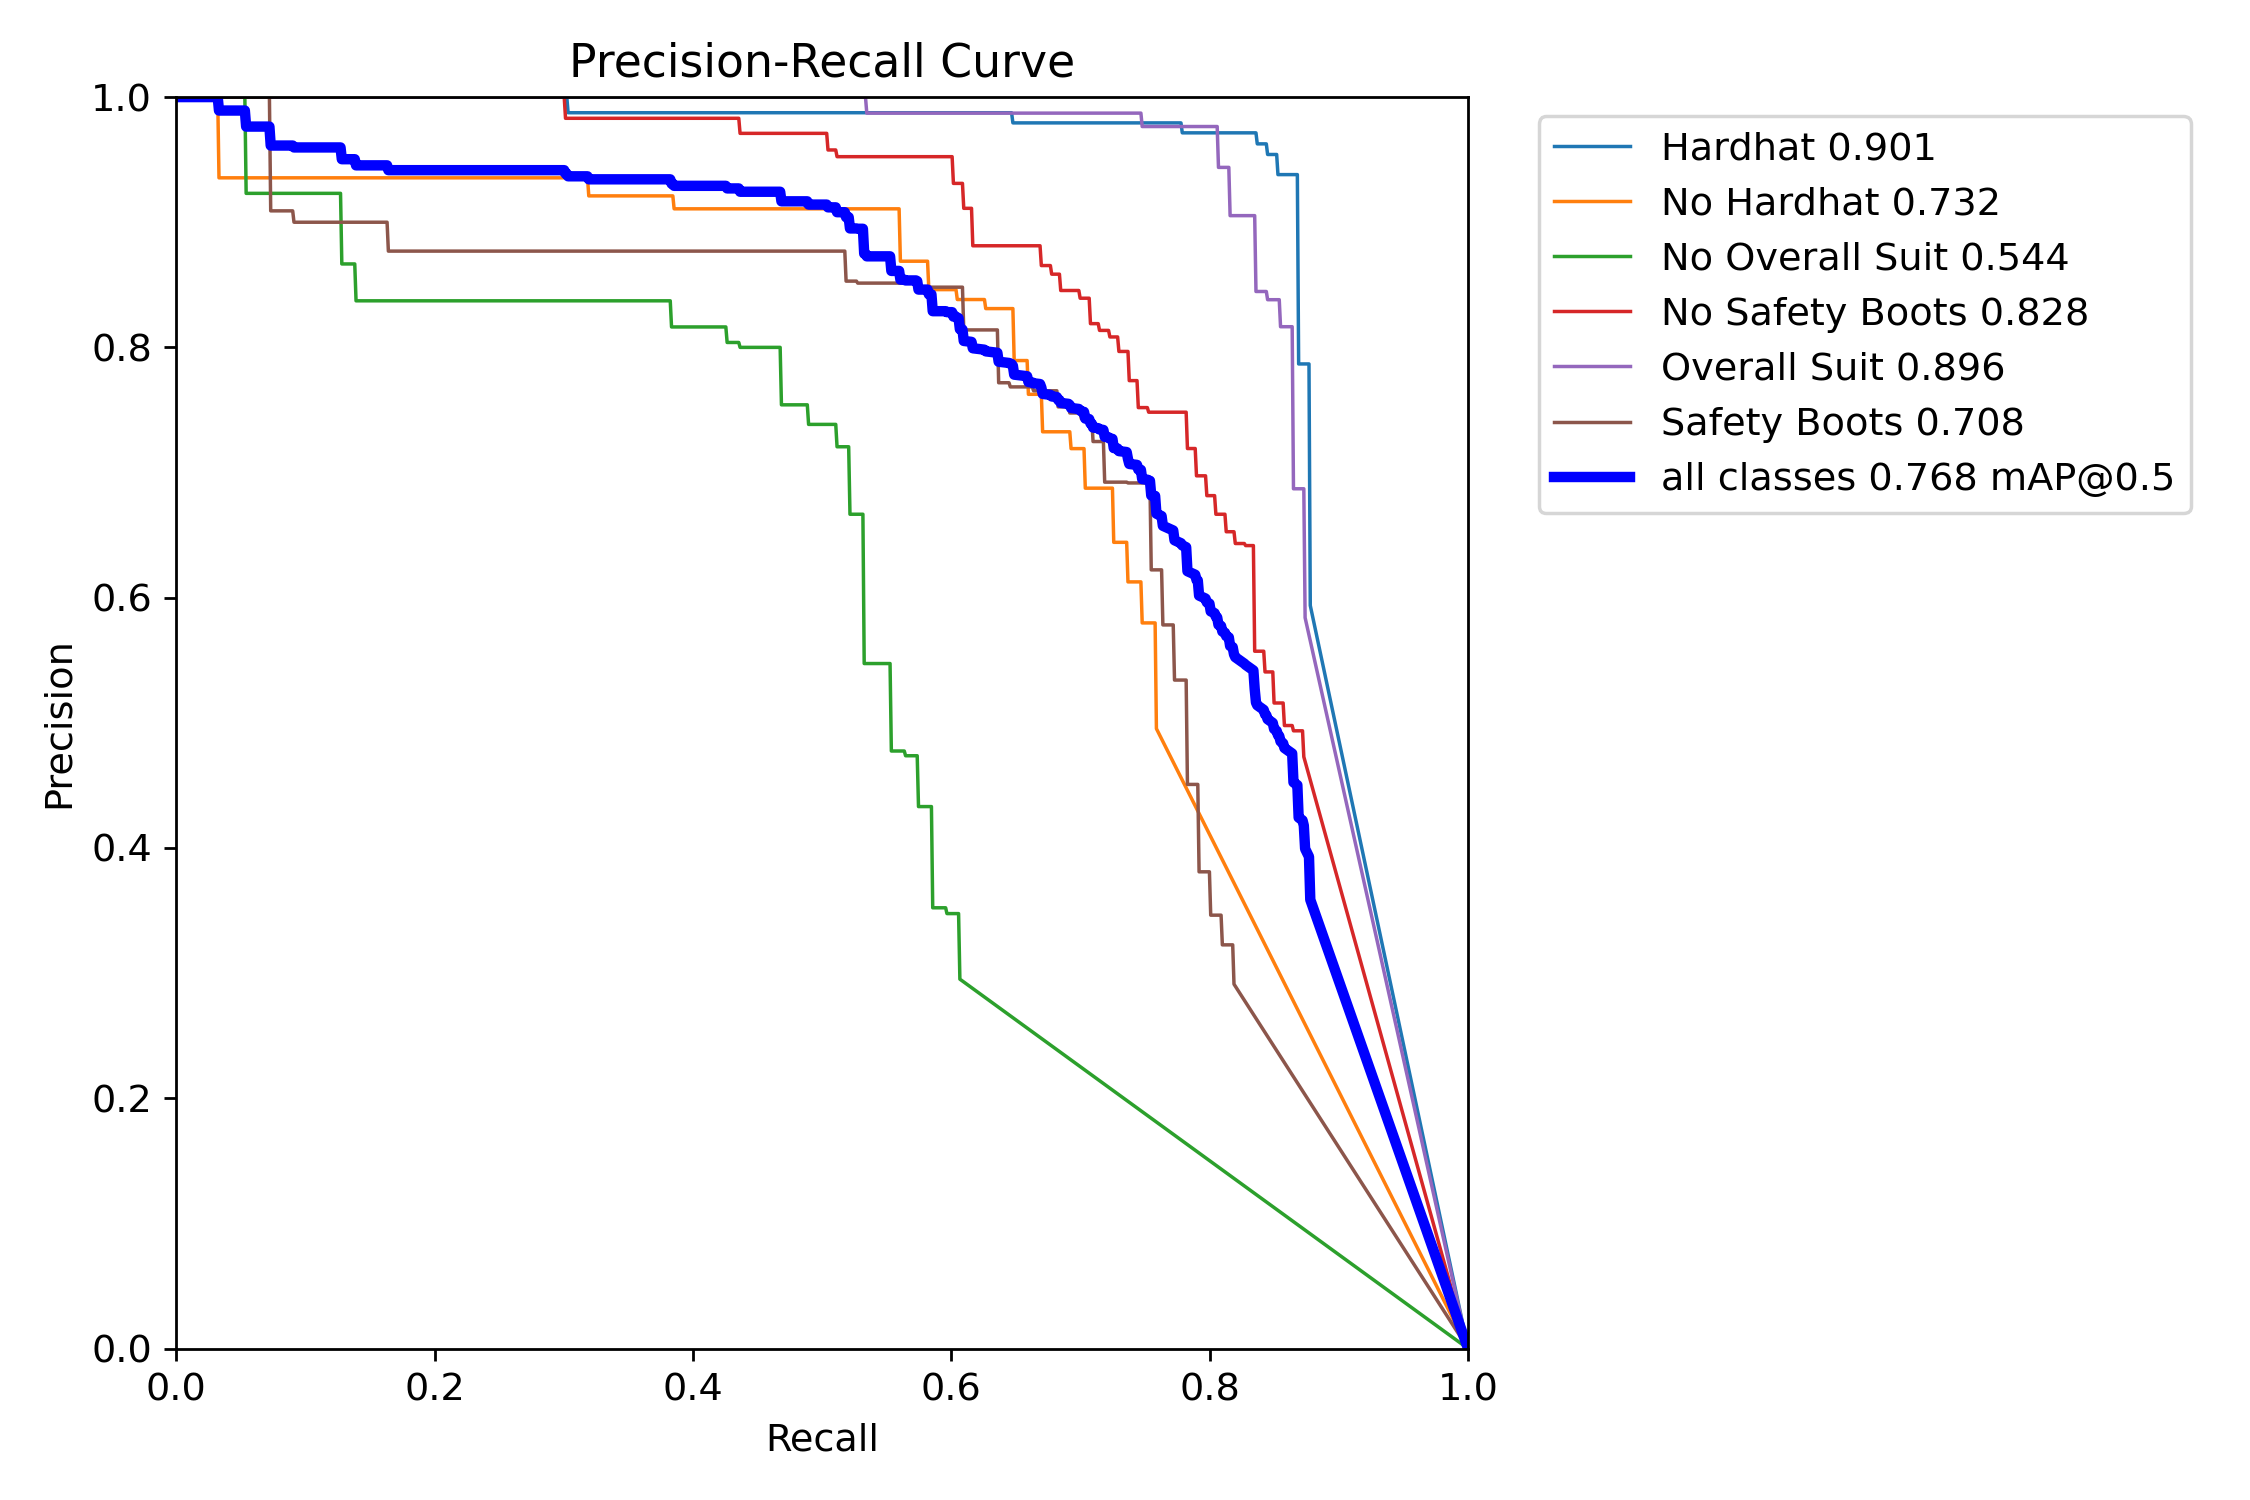 Precision-Recall Curve
1.0
0.8
0.6
0.4
0.2
0.0
Precision
0.0 0.2 0.4 0.6 0.8 1.0
Recall
Hardhat 0.901
No Hardhat 0.732
No Overall Suit 0.544
No Safety Boots 0.828
Overall Suit 0.896
Safety Boots 0.708
all classes 0.768 mAP@0.5